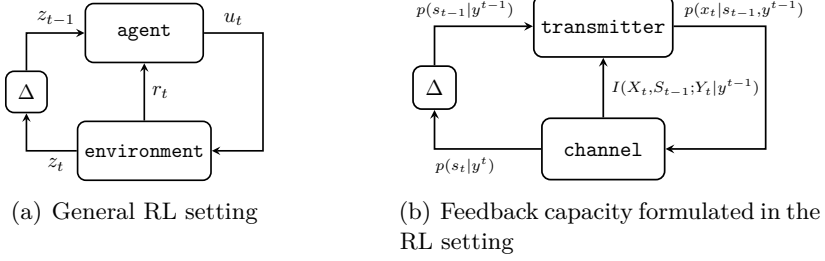 z_{t-1}
agent
u_t
Δ
r_t
z_t
environment
(a) General RL setting
p(s_{t-1}|y^{t-1})
transmitter
p(x_t|s_{t-1},y^{t-1})
Δ
I(X_t,S_{t-1};Y_t|y^{t-1})
p(s_t|y^t)
channel
(b) Feedback capacity formulated in the
RL setting